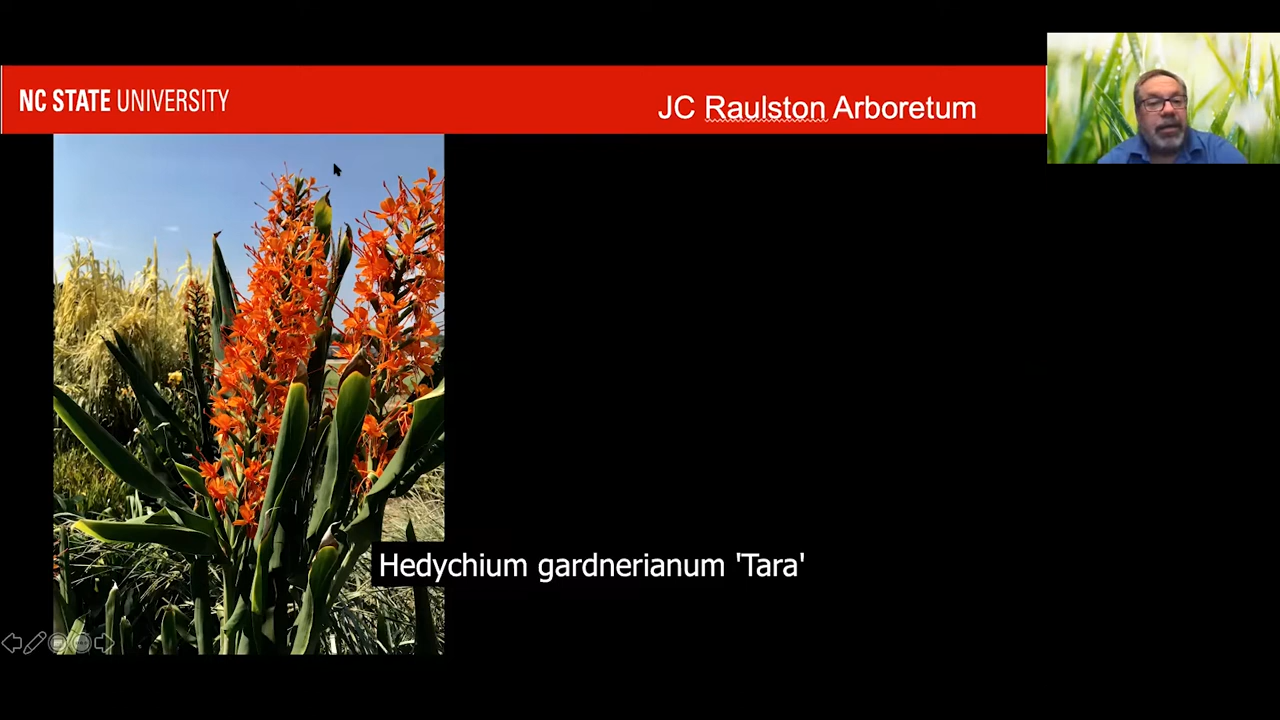 NC STATE UNIVERSITY
JC Raulston Arboretum
Hedychium gardnerianum 'Tara'